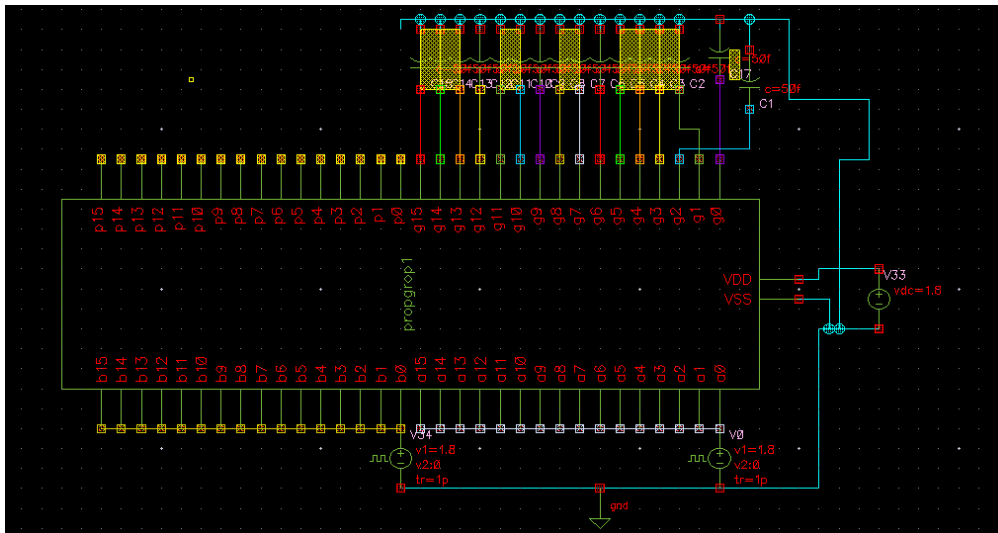 c=50f
c=50f
C2
C1
p15 p14 p13 p12 p11 p10 p9 p8 p7 p6 p5 p4 p3 p2 p1 p0 g15 g14 g13 g12 g11 g10 g9 g8 g7 g6 g5 g4 g3 g2 g1 g0
propgrop1
VDD
VSS
V33
vdc=1.8
b15 b14 b13 b12 b11 b10 b9 b8 b7 b6 b5 b4 b3 b2 b1 b0 a15 a14 a13 a12 a11 a10 a9 a8 a7 a6 a5 a4 a3 a2 a1 a0
V34
v1=1.8
v2:0
tr=1p
V0
v1=1.8
v2:0
tr=1p
gnd